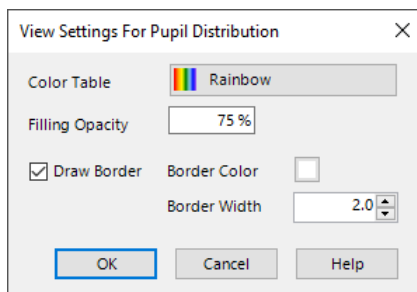 View Settings For Pupil Distribution
Color Table Rainbow
Filling Opacity 75 %
Draw Border Border Color
Border Width 2.0
OK Cancel Help